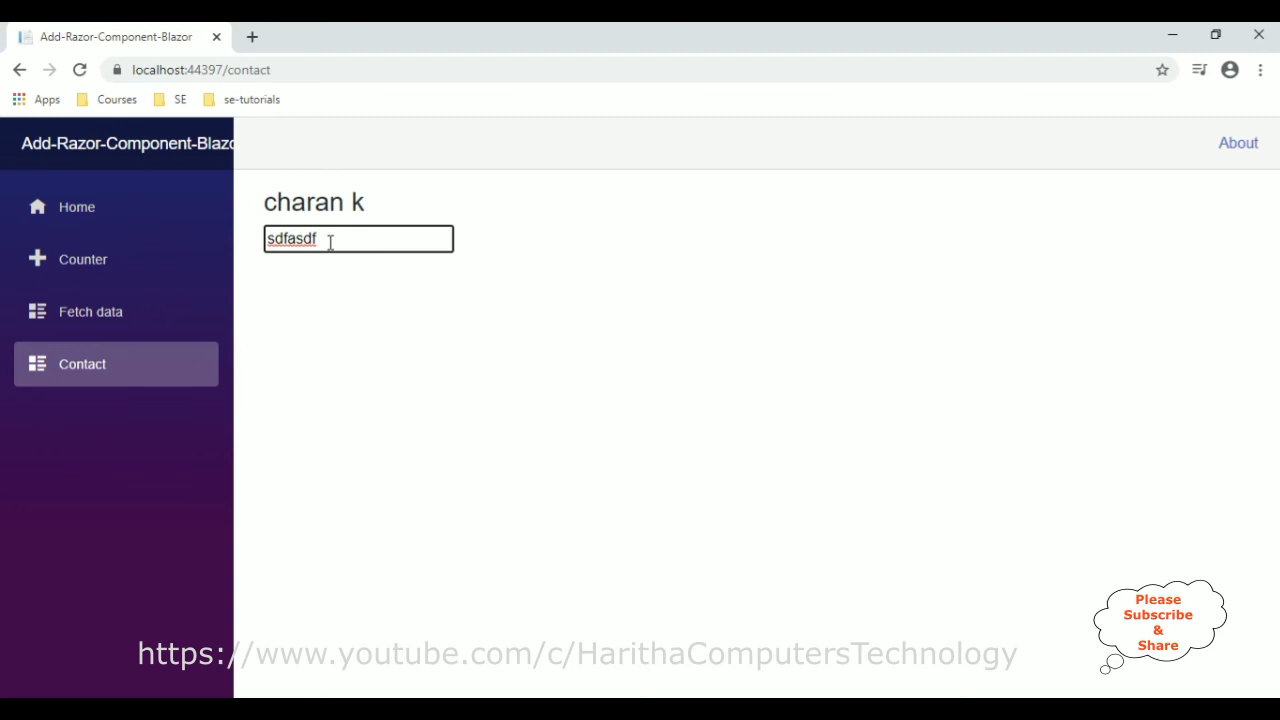 Add-Razor-Component-Blazor
localhost:44397/contact
Apps Courses SE se-tutorials
Add-Razor-Component-Blazo
About
Home
Counter
Fetch data
Contact
charan k
sdfasdf
Please
Subscribe
&
Share
https://www.youtube.com/c/HarithaComputersTechnology